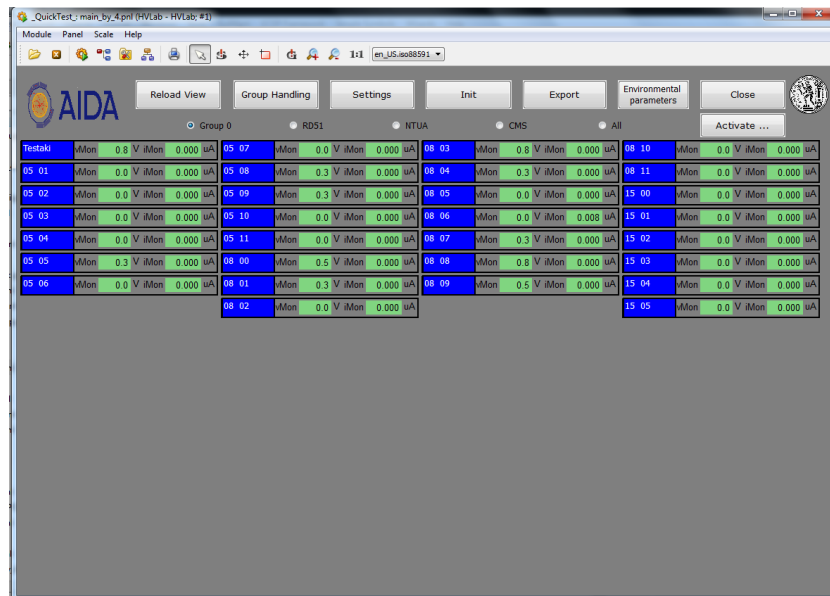 _QuickTest_: main_by_4.pnl (HVLab - HVLab; #1)
Module Panel Scale Help
1:1 en_US.iso88591
AIDA Reload View Group Handling Settings Init Export Environmental parameters Close
Group 0 RD51 NTUA CMS All Activate ...
Testaki vMon 0.8 V iMon 0.000 uA 05 07 vMon 0.0 V iMon 0.000 uA 08 03 vMon 0.8 V iMon 0.000 uA 08 10 vMon 0.0 V iMon 0.000 uA
05 01 vMon 0.0 V iMon 0.000 uA 05 08 vMon 0.3 V iMon 0.000 uA 08 04 vMon 0.3 V iMon 0.000 uA 08 11 vMon 0.0 V iMon 0.000 uA
05 02 vMon 0.0 V iMon 0.000 uA 05 09 vMon 0.3 V iMon 0.000 uA 08 05 vMon 0.0 V iMon 0.000 uA 15 00 vMon 0.0 V iMon 0.000 uA
05 03 vMon 0.0 V iMon 0.000 uA 05 10 vMon 0.0 V iMon 0.000 uA 08 06 vMon 0.0 V iMon 0.008 uA 15 01 vMon 0.0 V iMon 0.000 uA
05 04 vMon 0.0 V iMon 0.000 uA 05 11 vMon 0.0 V iMon 0.000 uA 08 07 vMon 0.3 V iMon 0.000 uA 15 02 vMon 0.0 V iMon 0.000 uA
05 05 vMon 0.3 V iMon 0.000 uA 08 00 vMon 0.5 V iMon 0.000 uA 08 08 vMon 0.8 V iMon 0.000 uA 15 03 vMon 0.0 V iMon 0.000 uA
05 06 vMon 0.0 V iMon 0.000 uA 08 01 vMon 0.3 V iMon 0.000 uA 08 09 vMon 0.5 V iMon 0.000 uA 15 04 vMon 0.0 V iMon 0.000 uA
08 02 vMon 0.0 V iMon 0.000 uA 15 05 vMon 0.0 V iMon 0.000 uA